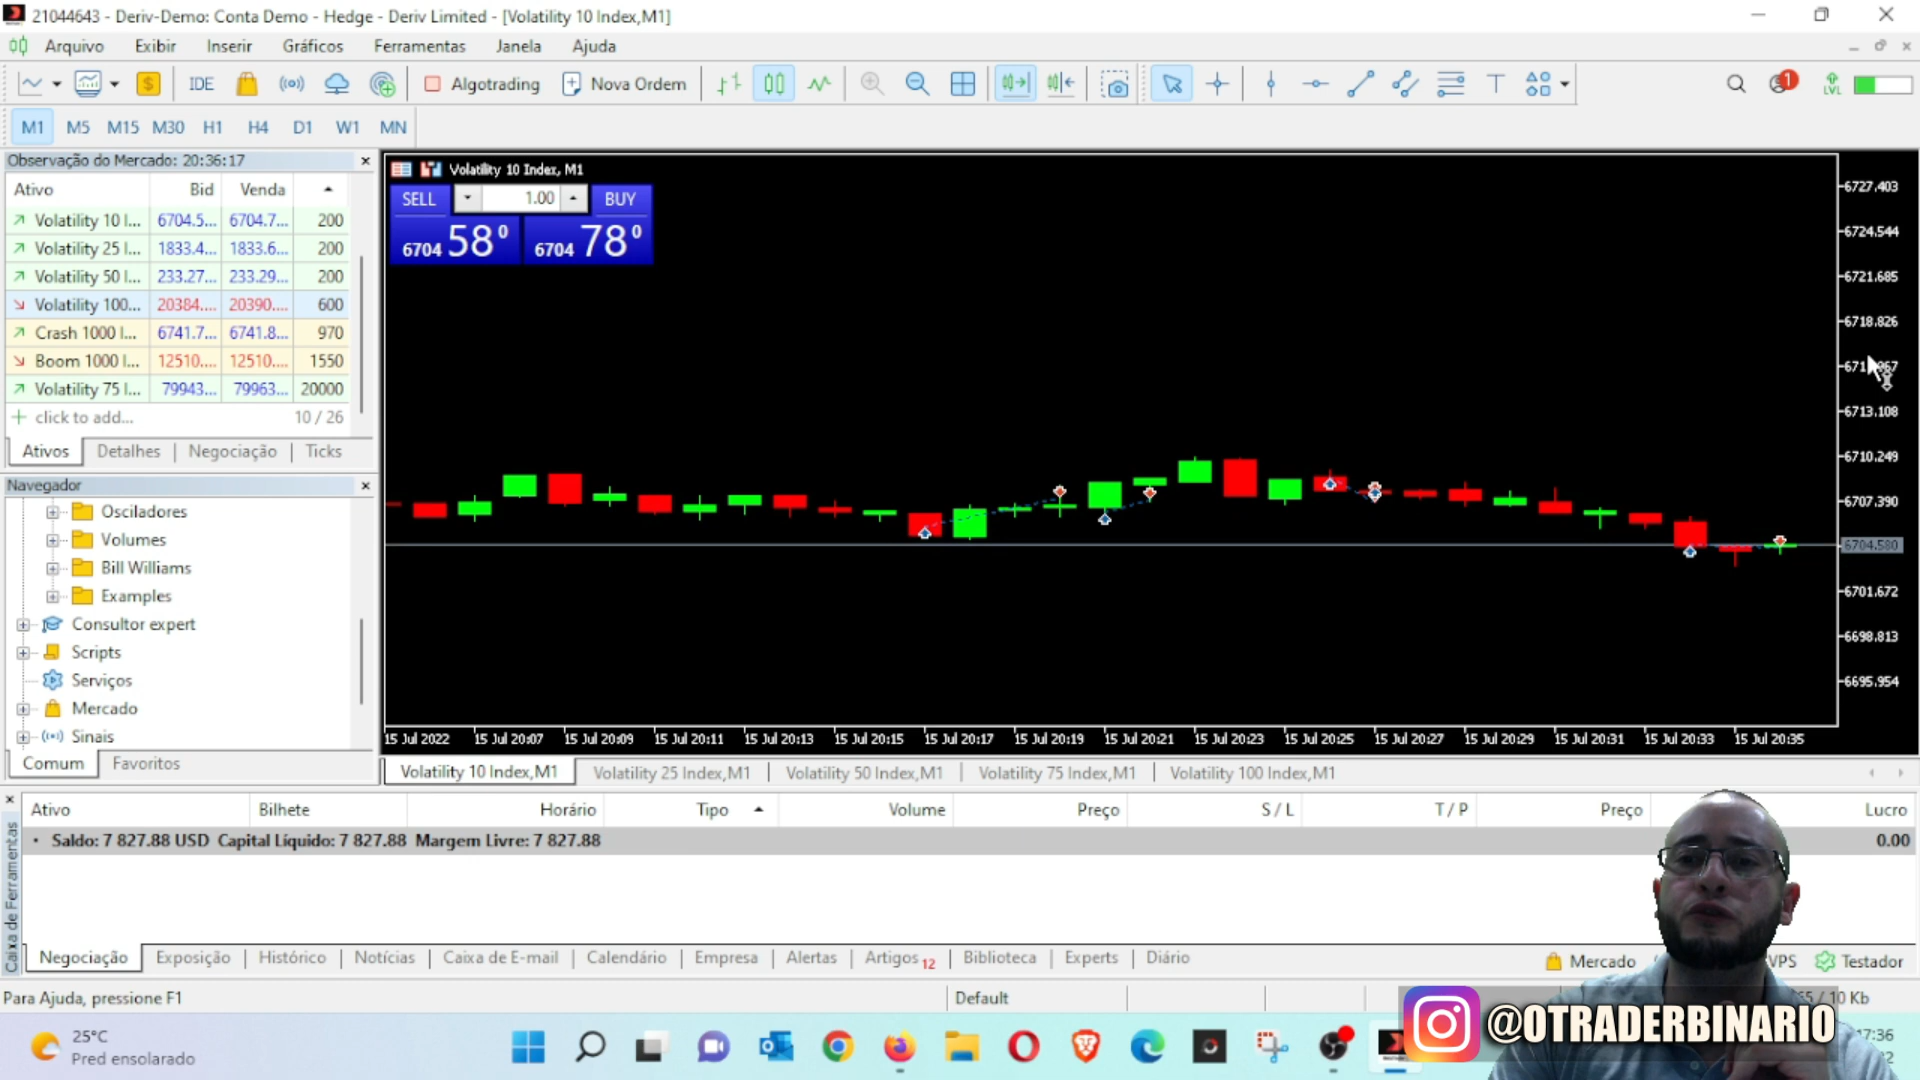 21044643 - Deriv-Demo: Conta Demo - Hedge - Deriv Limited - [Volatility 10 Index,M1]
Arquivo Exibir Inserir Gráficos Ferramentas Janela Ajuda
IDE Algotrading Nova Ordem 1 LVL
M1 M5 M15 M30 H1 H4 D1 W1 MN
Observação do Mercado: 20:36:17
Ativo Bid Venda
Volatility 10 I... 6704.5... 6704.7... 200
Volatility 25 I... 1833.4... 1833.6... 200
Volatility 50 I... 233.27... 233.29... 200
Volatility 100... 20384.... 20390.... 600
Crash 1000 I... 6741.7... 6741.8... 970
Boom 1000 I... 12510.... 12510.... 1550
Volatility 75 I... 79943... 79963... 20000
click to add... 10 / 26
Ativos Detalhes Negociação Ticks
Navegador
Osciladores
Volumes
Bill Williams
Examples
Consultor expert
Scripts
Serviços
Mercado
Sinais
Comum Favoritos
Volatility 10 Index, M1
SELL 1.00 BUY
6704 58 0 6704 78 0
6727.403
6724.544
6721.685
6718.826
6713.108
6710.249
6707.390
6704.580
6701.672
6698.813
6695.954
15 Jul 2022 15 Jul 20:07 15 Jul 20:09 15 Jul 20:11 15 Jul 20:13 15 Jul 20:15 15 Jul 20:17 15 Jul 20:19 15 Jul 20:21 15 Jul 20:23 15 Jul 20:25 15 Jul 20:27 15 Jul 20:29 15 Jul 20:31 15 Jul 20:33 15 Jul 20:35
Volatility 10 Index,M1 Volatility 25 Index,M1 Volatility 50 Index,M1 Volatility 75 Index,M1 Volatility 100 Index,M1
Caixa de Ferramentas
Ativo Bilhete Horário Tipo Volume Preço S / L T / P Preço Lucro
Saldo: 7 827.88 USD Capital Líquido: 7 827.88 Margem Livre: 7 827.88 0.00
Negociação Exposição Histórico Notícias Caixa de E-mail Calendário Empresa Alertas Artigos 12 Biblioteca Experts Diário
Mercado VPS Testador
Para Ajuda, pressione F1 Default / 10 Kb
25°C
Pred ensolarado
@OTRADERBINARIO